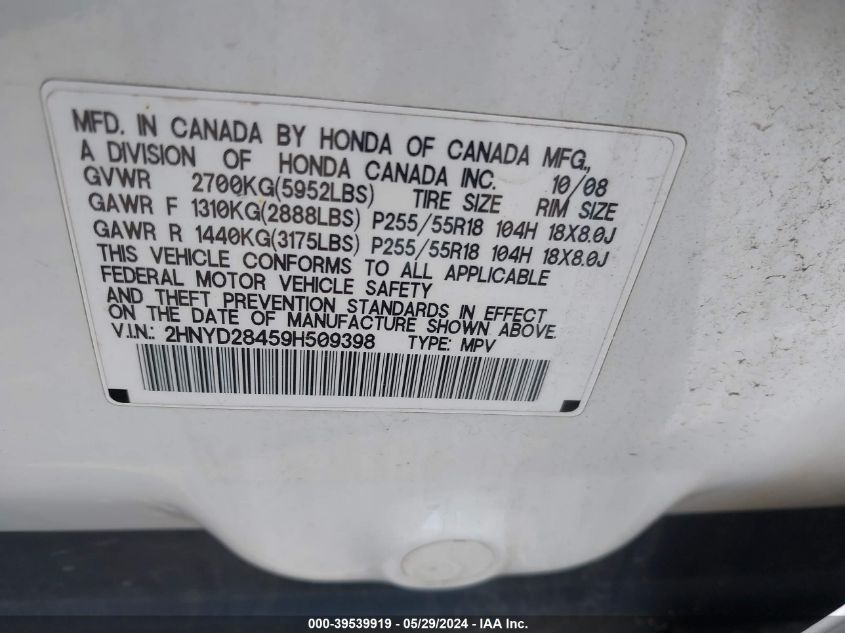 MFD. IN CANADA BY HONDA OF CANADA MFG.,
A DIVISION OF HONDA CANADA INC. 10/08
GVWR 2700KG(5952LBS) TIRE SIZE RIM SIZE
GAWR F 1310KG(2888LBS) P255/55R18 104H 18X8.0J
GAWR R 1440KG(3175LBS) P255/55R18 104H 18X8.0J
THIS VEHICLE CONFORMS TO ALL APPLICABLE
FEDERAL MOTOR VEHICLE SAFETY
AND THEFT PREVENTION STANDARDS IN EFFECT
ON THE DATE OF MANUFACTURE SHOWN ABOVE.
V.I.N.: 2HNYD28459H509398 TYPE: MPV
000-39539919 - 05/29/2024 - IAA Inc.